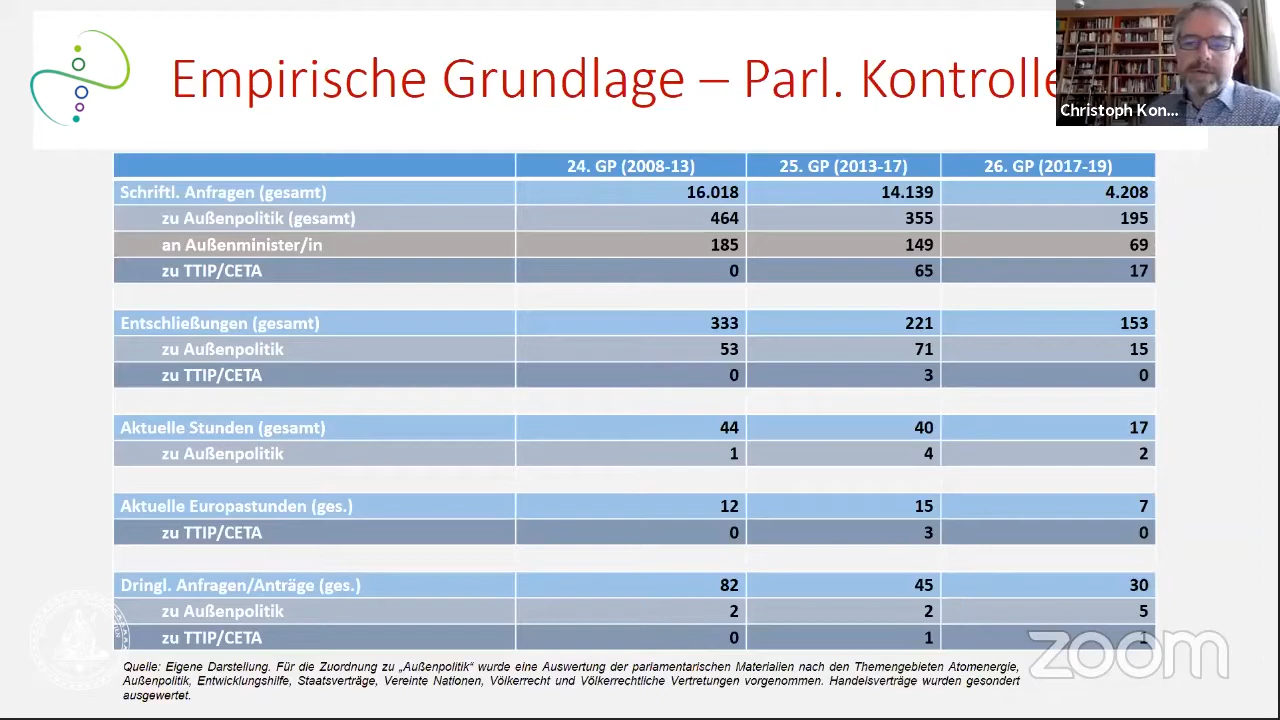 Empirische Grundlage – Parl. Kontrolle
Christoph Kon...
24. GP (2008-13) 25. GP (2013-17) 26. GP (2017-19)
Schriftl. Anfragen (gesamt) 16.018 14.139 4.208
zu Außenpolitik (gesamt) 464 355 195
an Außenminister/in 185 149 69
zu TTIP/CETA 0 65 17
Entschließungen (gesamt) 333 221 153
zu Außenpolitik 53 71 15
zu TTIP/CETA 0 3 0
Aktuelle Stunden (gesamt) 44 40 17
zu Außenpolitik 1 4 2
Aktuelle Europastunden (ges.) 12 15 7
zu TTIP/CETA 0 3 0
Dringl. Anfragen/Anträge (ges.) 82 45 30
zu Außenpolitik 2 2 5
zu TTIP/CETA 0 1 1
zoom
Quelle: Eigene Darstellung. Für die Zuordnung zu „Außenpolitik“ wurde eine Auswertung der parlamentarischen Materialien nach den Themengebieten Atomenergie,
Außenpolitik, Entwicklungshilfe, Staatsverträge, Vereinte Nationen, Völkerrecht und Völkerrechtliche Vertretungen vorgenommen. Handelsverträge wurden gesondert
ausgewertet.